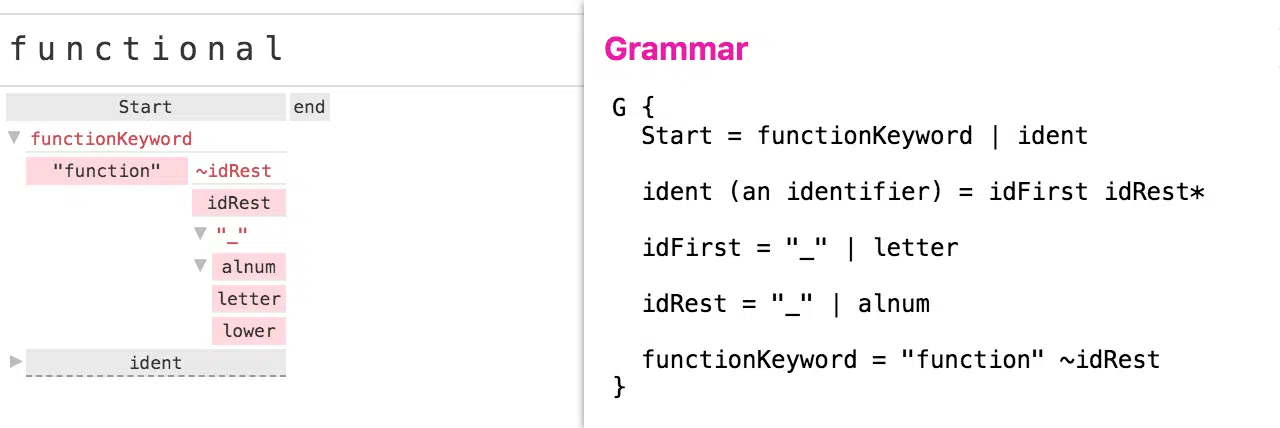 functional
Start end
▼ functionKeyword
"function" ~idRest
idRest
▼ "_"
▼ alnum
letter
lower
▶ ident
Grammar
G {
Start = functionKeyword | ident
ident (an identifier) = idFirst idRest*
idFirst = "_" | letter
idRest = "_" | alnum
functionKeyword = "function" ~idRest
}